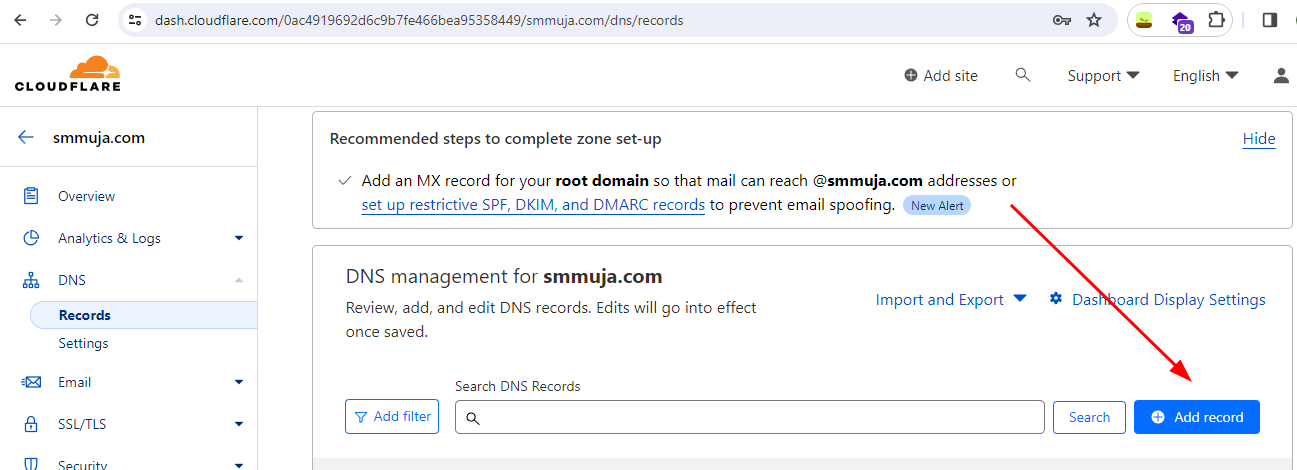 dash.cloudflare.com/0ac4919692d6c9b7fe466bea95358449/smmuja.com/dns/records
20
CLOUDFLARE
Add site
Support
English
smmuja.com
Overview
Analytics & Logs
DNS
Records
Settings
Email
SSL/TLS
Security
Recommended steps to complete zone set-up
Hide
Add an MX record for your root domain so that mail can reach @smmuja.com addresses or
set up restrictive SPF, DKIM, and DMARC records to prevent email spoofing. New Alert
DNS management for smmuja.com
Review, add, and edit DNS records. Edits will go into effect
once saved.
Import and Export
Dashboard Display Settings
Search DNS Records
Add filter
Search
Add record